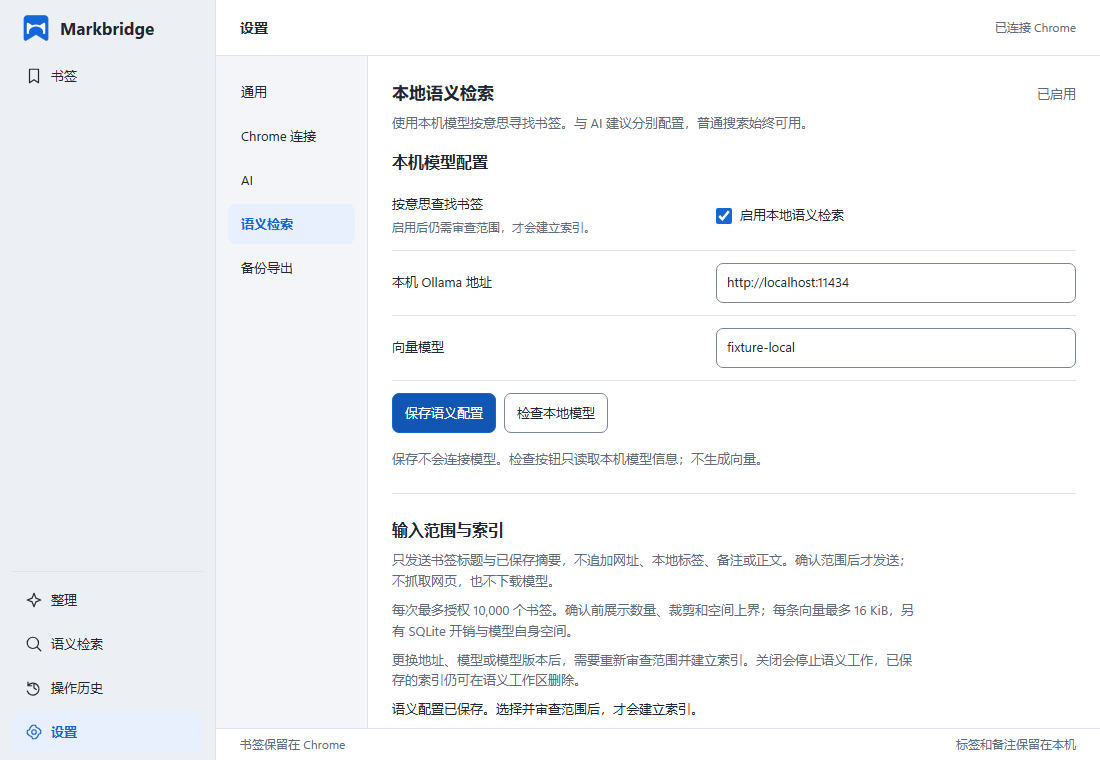 Markbridge
书签
整理
语义检索
操作历史
设置
设置
已连接 Chrome
通用
Chrome 连接
AI
语义检索
备份导出
本地语义检索
已启用
使用本机模型按意思寻找书签。与 AI 建议分别配置，普通搜索始终可用。
本机模型配置
按意思查找书签
启用后仍需审查范围，才会建立索引。
启用本地语义检索
本机 Ollama 地址
http://localhost:11434
向量模型
fixture-local
保存语义配置
检查本地模型
保存不会连接模型。检查按钮只读取本机模型信息；不生成向量。
输入范围与索引
只发送书签标题与已保存摘要，不追加网址、本地标签、备注或正文。确认范围后才发送；
不抓取网页，也不下载模型。
每次最多授权 10,000 个书签。确认前展示数量、裁剪和空间上界；每条向量最多 16 KiB，另
有 SQLite 开销与模型自身空间。
更换地址、模型或模型版本后，需要重新审查范围并建立索引。关闭会停止语义工作，已保
存的索引仍可在语义工作区删除。
语义配置已保存。选择并审查范围后，才会建立索引。
书签保留在 Chrome
标签和备注保留在本机